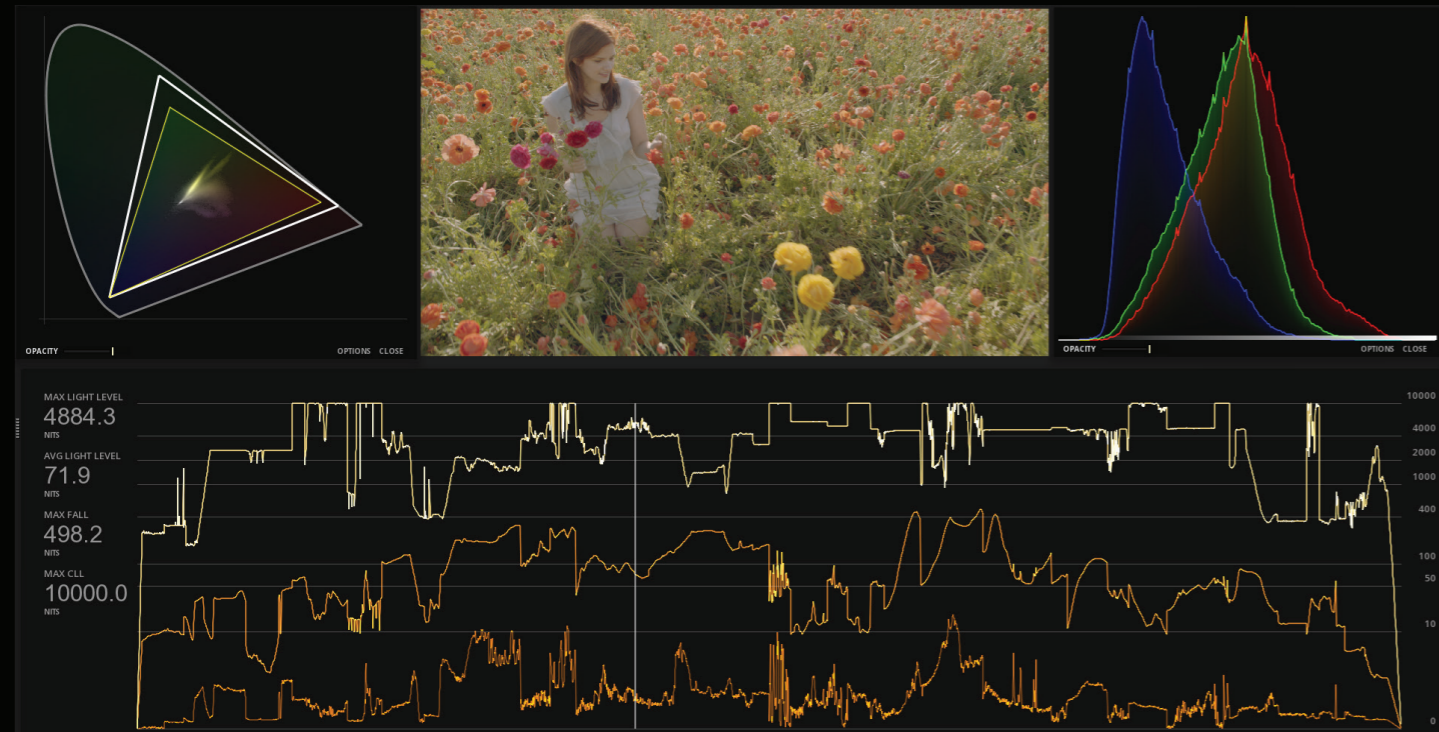 OPACITY
OPTIONS CLOSE
OPACITY
OPTIONS CLOSE
MAX LIGHT LEVEL
4884.3
NITS
AVG LIGHT LEVEL
71.9
NITS
MAX FALL
498.2
NITS
MAX CLL
10000.0
NITS
10000
4000
2000
1000
400
100
50
10
0